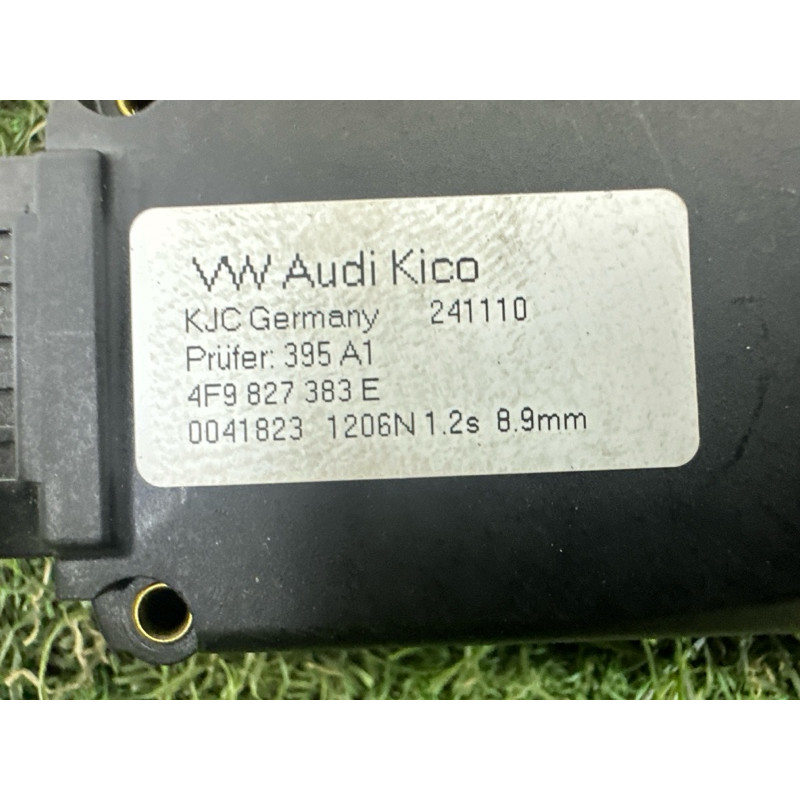 VW Audi Kico
KJC Germany 241110
Prüfer: 395 A1
4F9 827 383 E
0041823 1206N 1.2s 8.9mm